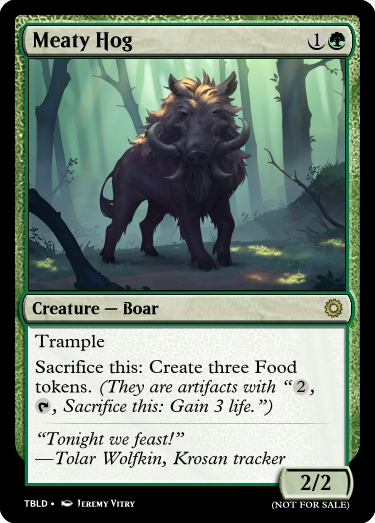 Meaty Hog 1
Creature — Boar
Trample
Sacrifice this: Create three Food
tokens. (They are artifacts with “2,
, Sacrifice this: Gain 3 life.”)
“Tonight we feast!”
—Tolar Wolfkin, Krosan tracker
2/2
TBLD • Jeremy Vitry
(NOT FOR SALE)